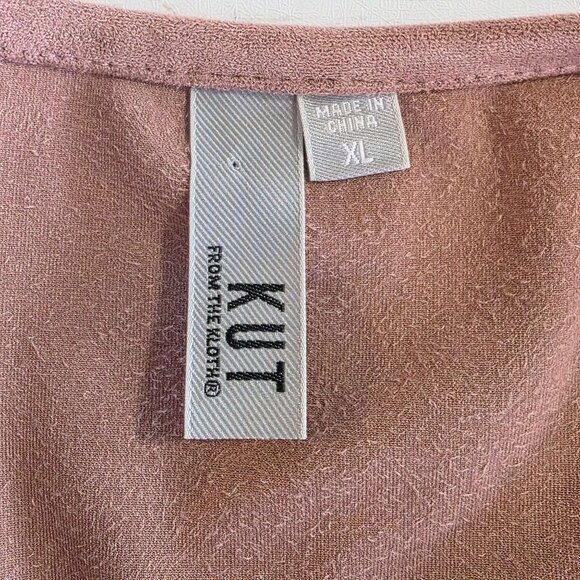 MADE IN
CHINA
XL
KUT
FROM THE KLOTH®